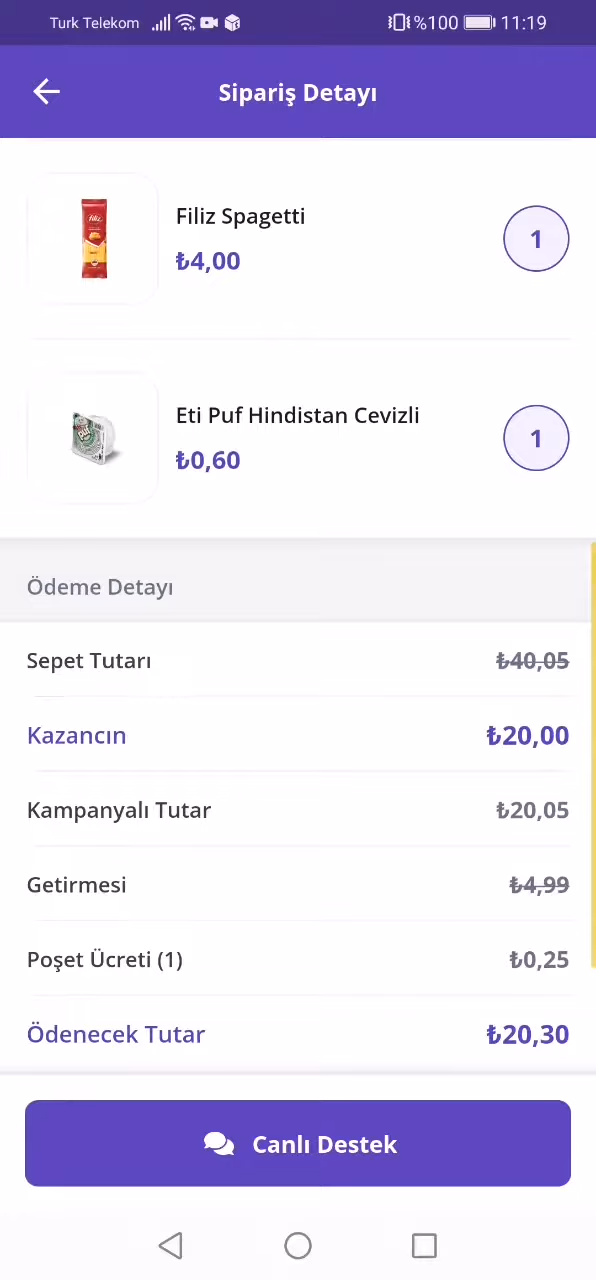 Turk Telekom %100 11:19
Sipariş Detayı
Filiz Spagetti
₺4,00
1
Eti Puf Hindistan Cevizli
₺0,60
1
Ödeme Detayı
Sepet Tutarı ₺40,05
Kazancın ₺20,00
Kampanyalı Tutar ₺20,05
Getirmesi ₺4,99
Poşet Ücreti (1) ₺0,25
Ödenecek Tutar ₺20,30
Canlı Destek